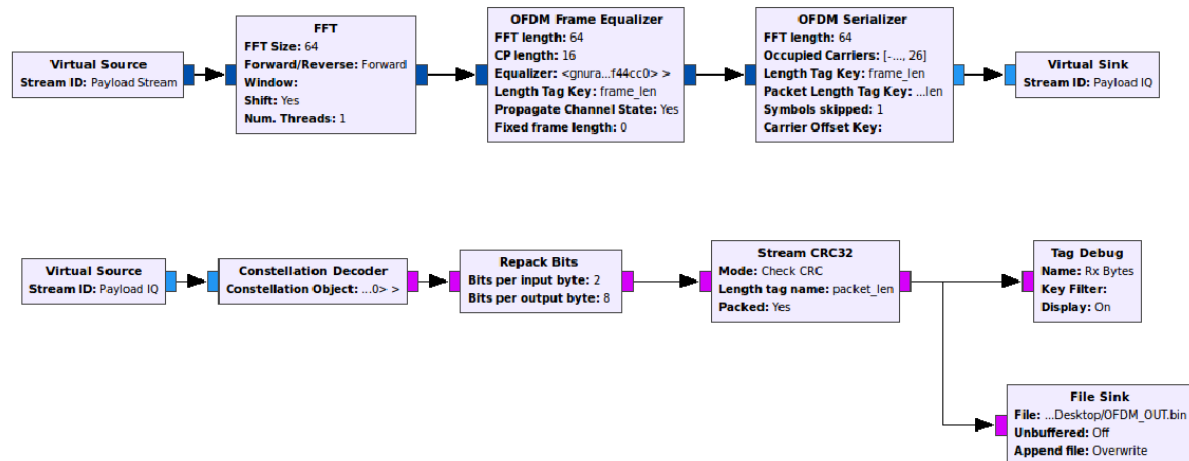 Virtual Source
Stream ID: Payload Stream
FFT
FFT Size: 64
Forward/Reverse: Forward
Window:
Shift: Yes
Num. Threads: 1
OFDM Frame Equalizer
FFT length: 64
CP length: 16
Equalizer: <gnura...f44cc0> >
Length Tag Key: frame_len
Propagate Channel State: Yes
Fixed frame length: 0
OFDM Serializer
FFT length: 64
Occupied Carriers: [-..., 26]
Length Tag Key: frame_len
Packet Length Tag Key: ...len
Symbols skipped: 1
Carrier Offset Key:
Virtual Sink
Stream ID: Payload IQ
Virtual Source
Stream ID: Payload IQ
Constellation Decoder
Constellation Object: ...0> >
Repack Bits
Bits per input byte: 2
Bits per output byte: 8
Stream CRC32
Mode: Check CRC
Length tag name: packet_len
Packed: Yes
Tag Debug
Name: Rx Bytes
Key Filter:
Display: On
File Sink
File: ...Desktop/OFDM_OUT.bin
Unbuffered: Off
Append file: Overwrite